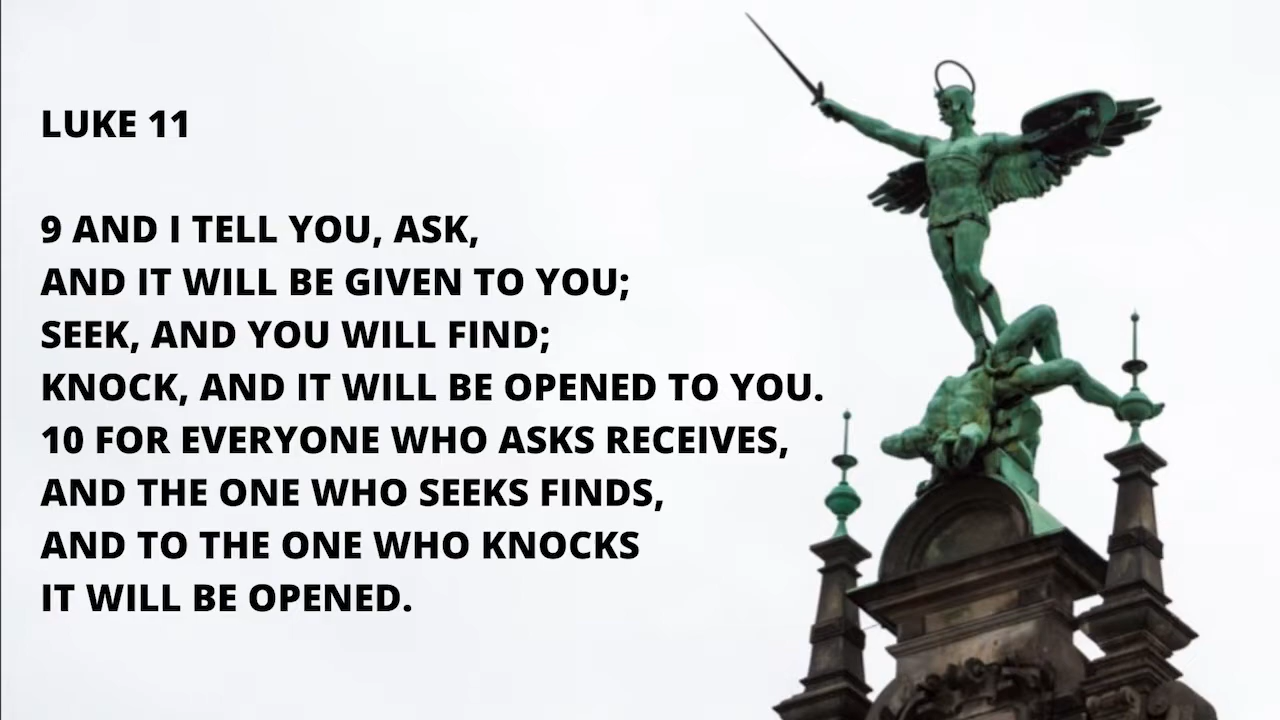 LUKE 11
9 AND I TELL YOU, ASK,
AND IT WILL BE GIVEN TO YOU;
SEEK, AND YOU WILL FIND;
KNOCK, AND IT WILL BE OPENED TO YOU.
10 FOR EVERYONE WHO ASKS RECEIVES,
AND THE ONE WHO SEEKS FINDS,
AND TO THE ONE WHO KNOCKS
IT WILL BE OPENED.